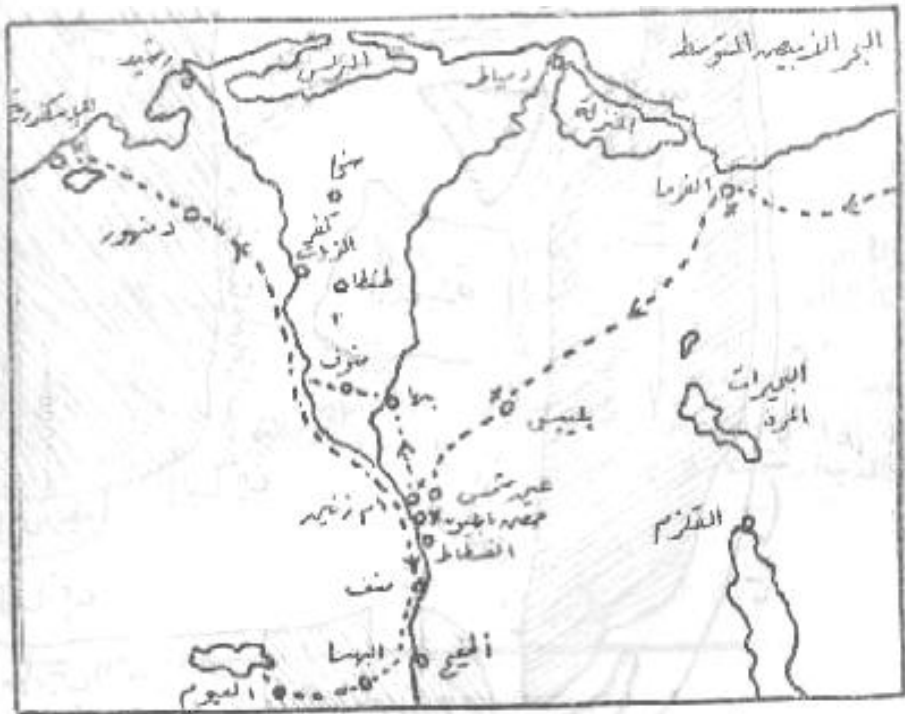 البحر الأبيض المتوسط
رشيد
البرلس
دمياط
المنزلة
الإسكندرية
الفرما
سخا
دمنهور
كفر
الزيات
طنطا
منوف
بنها
بلبيس
البحيرات
المرة
عين شمس
أم دنين
حصن بابليون
الفسطاط
القلزم
منف
البهنسا
الفيوم